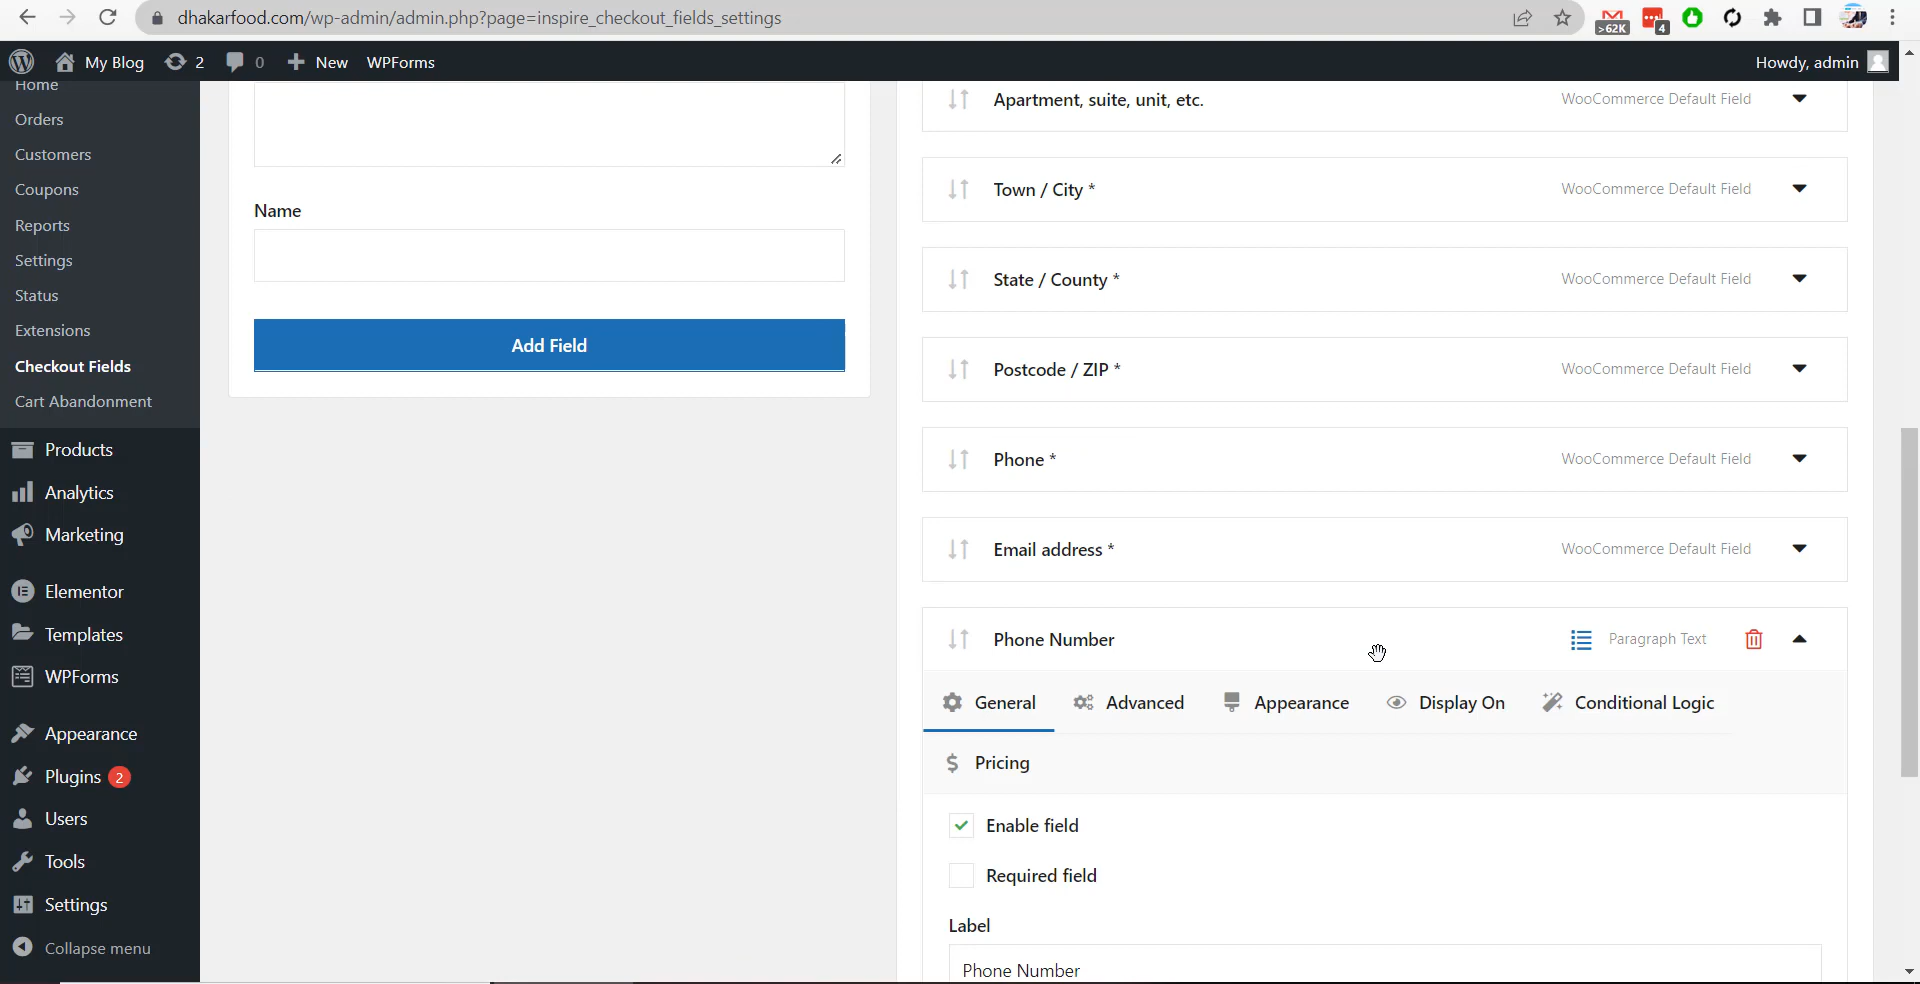 dhakarfood.com/wp-admin/admin.php?page=inspire_checkout_fields_settings
>62K
4
My Blog
2
0
New
WPForms
Howdy, admin
Home
Orders
Customers
Coupons
Reports
Settings
Status
Extensions
Checkout Fields
Cart Abandonment
Products
Analytics
Marketing
Elementor
Templates
WPForms
Appearance
Plugins 2
Users
Tools
Settings
Collapse menu
Name
Add Field
Apartment, suite, unit, etc. WooCommerce Default Field
Town / City * WooCommerce Default Field
State / County * WooCommerce Default Field
Postcode / ZIP * WooCommerce Default Field
Phone * WooCommerce Default Field
Email address * WooCommerce Default Field
Phone Number Paragraph Text
General Advanced Appearance Display On Conditional Logic
$ Pricing
Enable field
Required field
Label
Phone Number